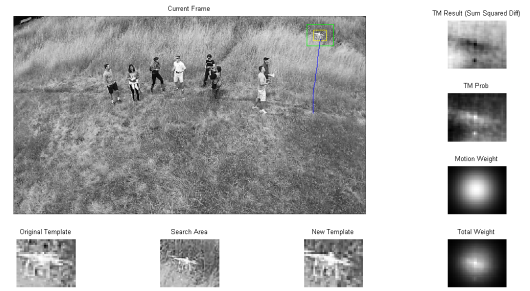 Current Frame
TM Result (Sum Squared Diff)
TM Prob
Motion Weight
Original Template
Search Area
New Template
Total Weight